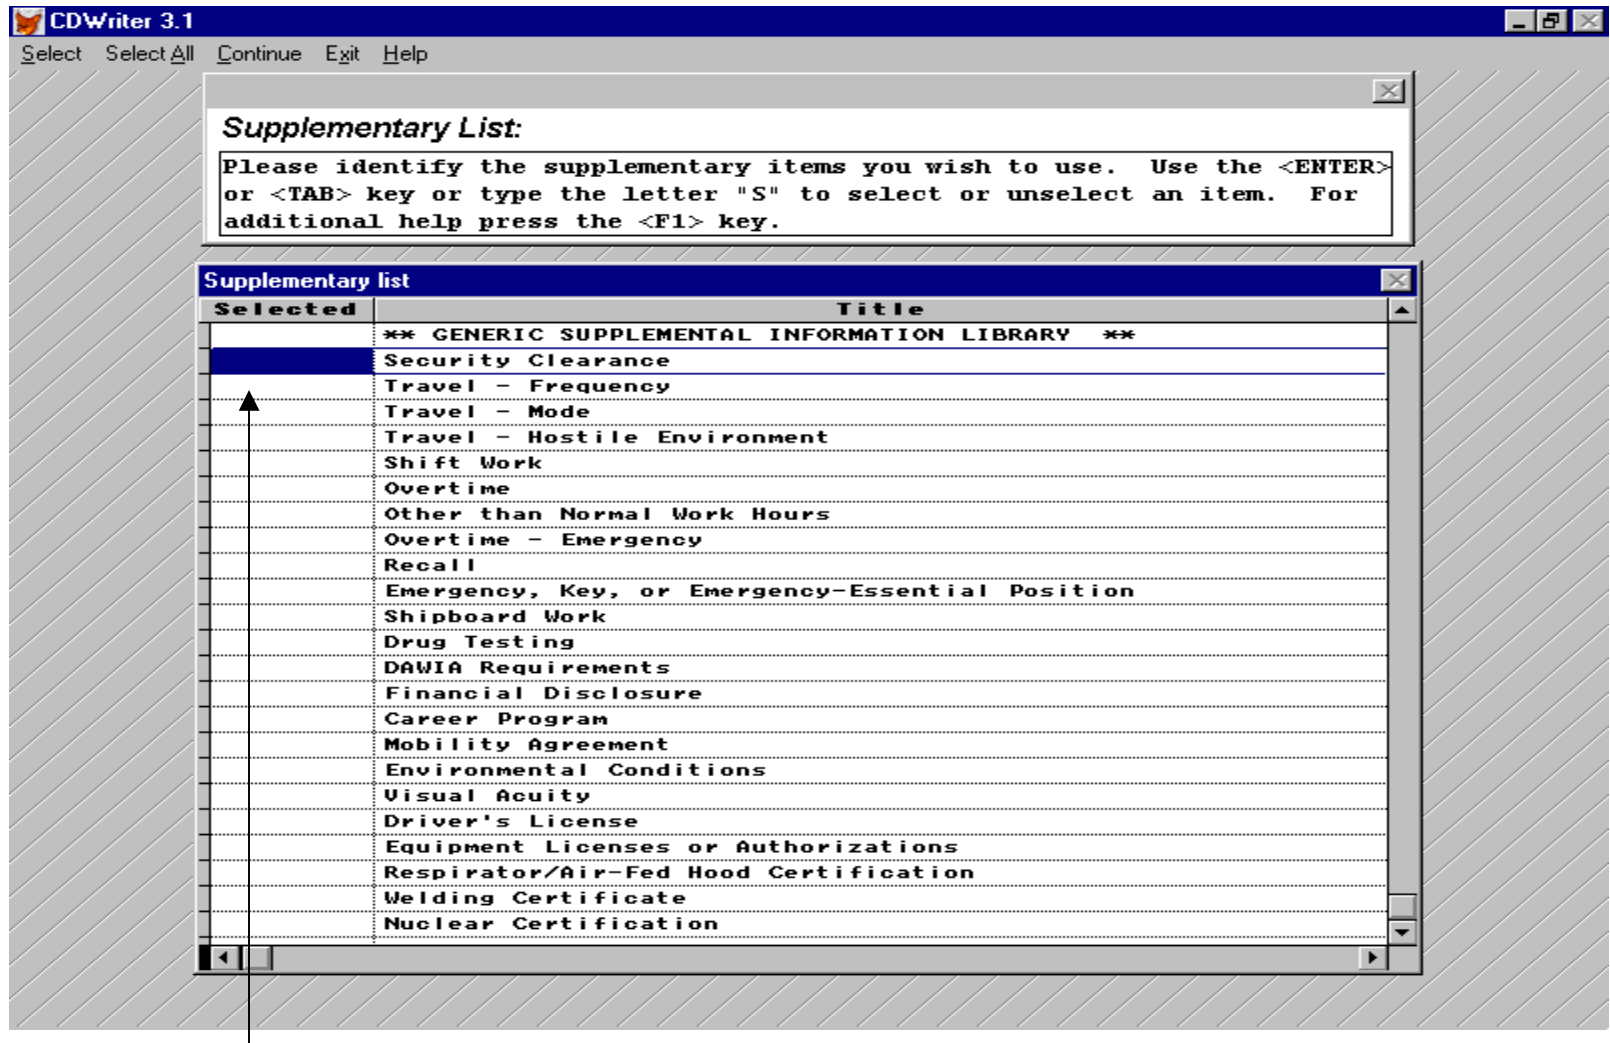 CDWriter 3.1
Select Select All Continue Exit Help
Supplementary List:
Please identify the supplementary items you wish to use. Use the <ENTER>
or <TAB> key or type the letter "S" to select or unselect an item. For
additional help press the <F1> key.
Supplementary list
Selected Title
** GENERIC SUPPLEMENTAL INFORMATION LIBRARY **
Security Clearance
Travel - Frequency
Travel - Mode
Travel - Hostile Environment
Shift Work
Overtime
Other than Normal Work Hours
Overtime - Emergency
Recall
Emergency, Key, or Emergency-Essential Position
Shipboard Work
Drug Testing
DAWIA Requirements
Financial Disclosure
Career Program
Mobility Agreement
Environmental Conditions
Visual Acuity
Driver's License
Equipment Licenses or Authorizations
Respirator/Air-Fed Hood Certification
Welding Certificate
Nuclear Certification